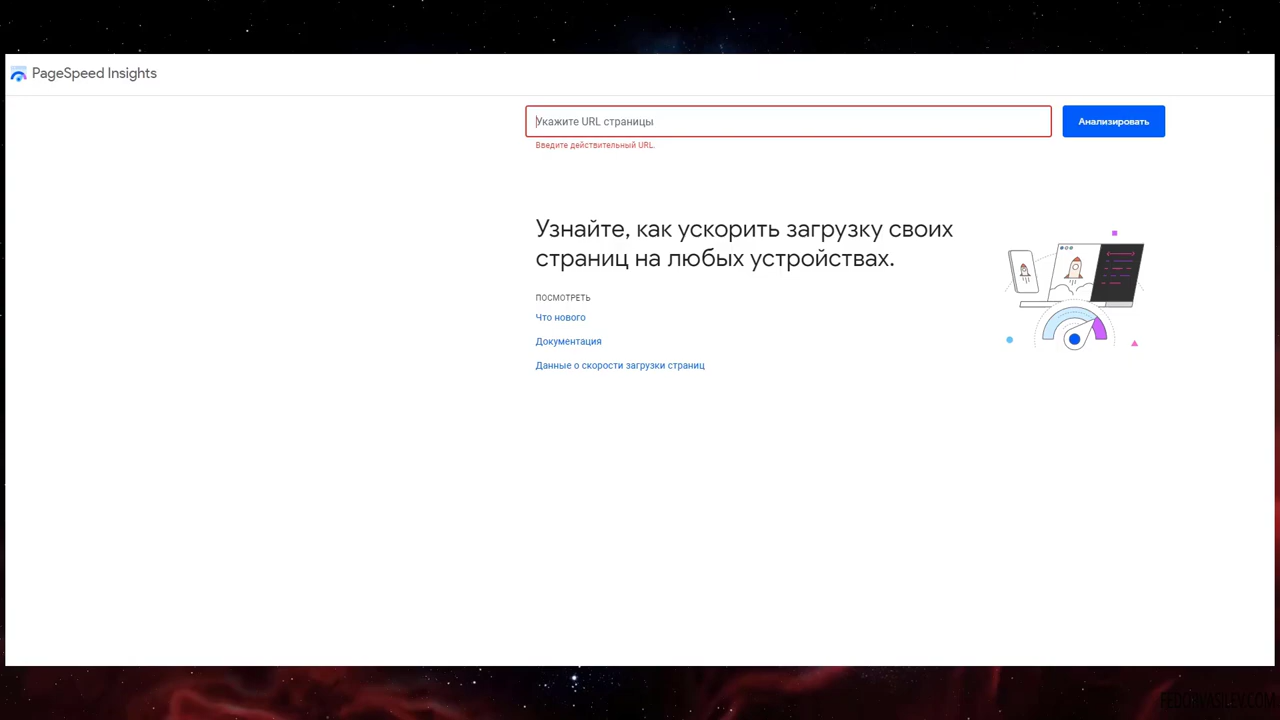 PageSpeed Insights
Укажите URL страницы
Анализировать
Введите действительный URL.
Узнайте, как ускорить загрузку своих
страниц на любых устройствах.
ПОСМОТРЕТЬ
Что нового
Документация
Данные о скорости загрузки страниц